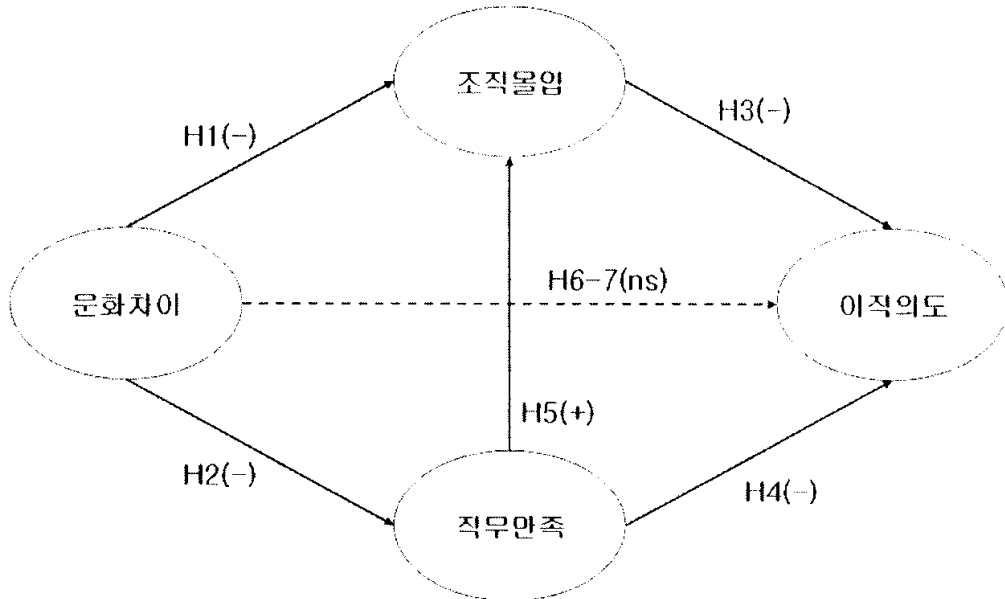 조직몰입
H1(-)
H3(-)
문화차이
H6-7(ns)
이직의도
H5(+)
H2(-)
H4(-)
직무만족